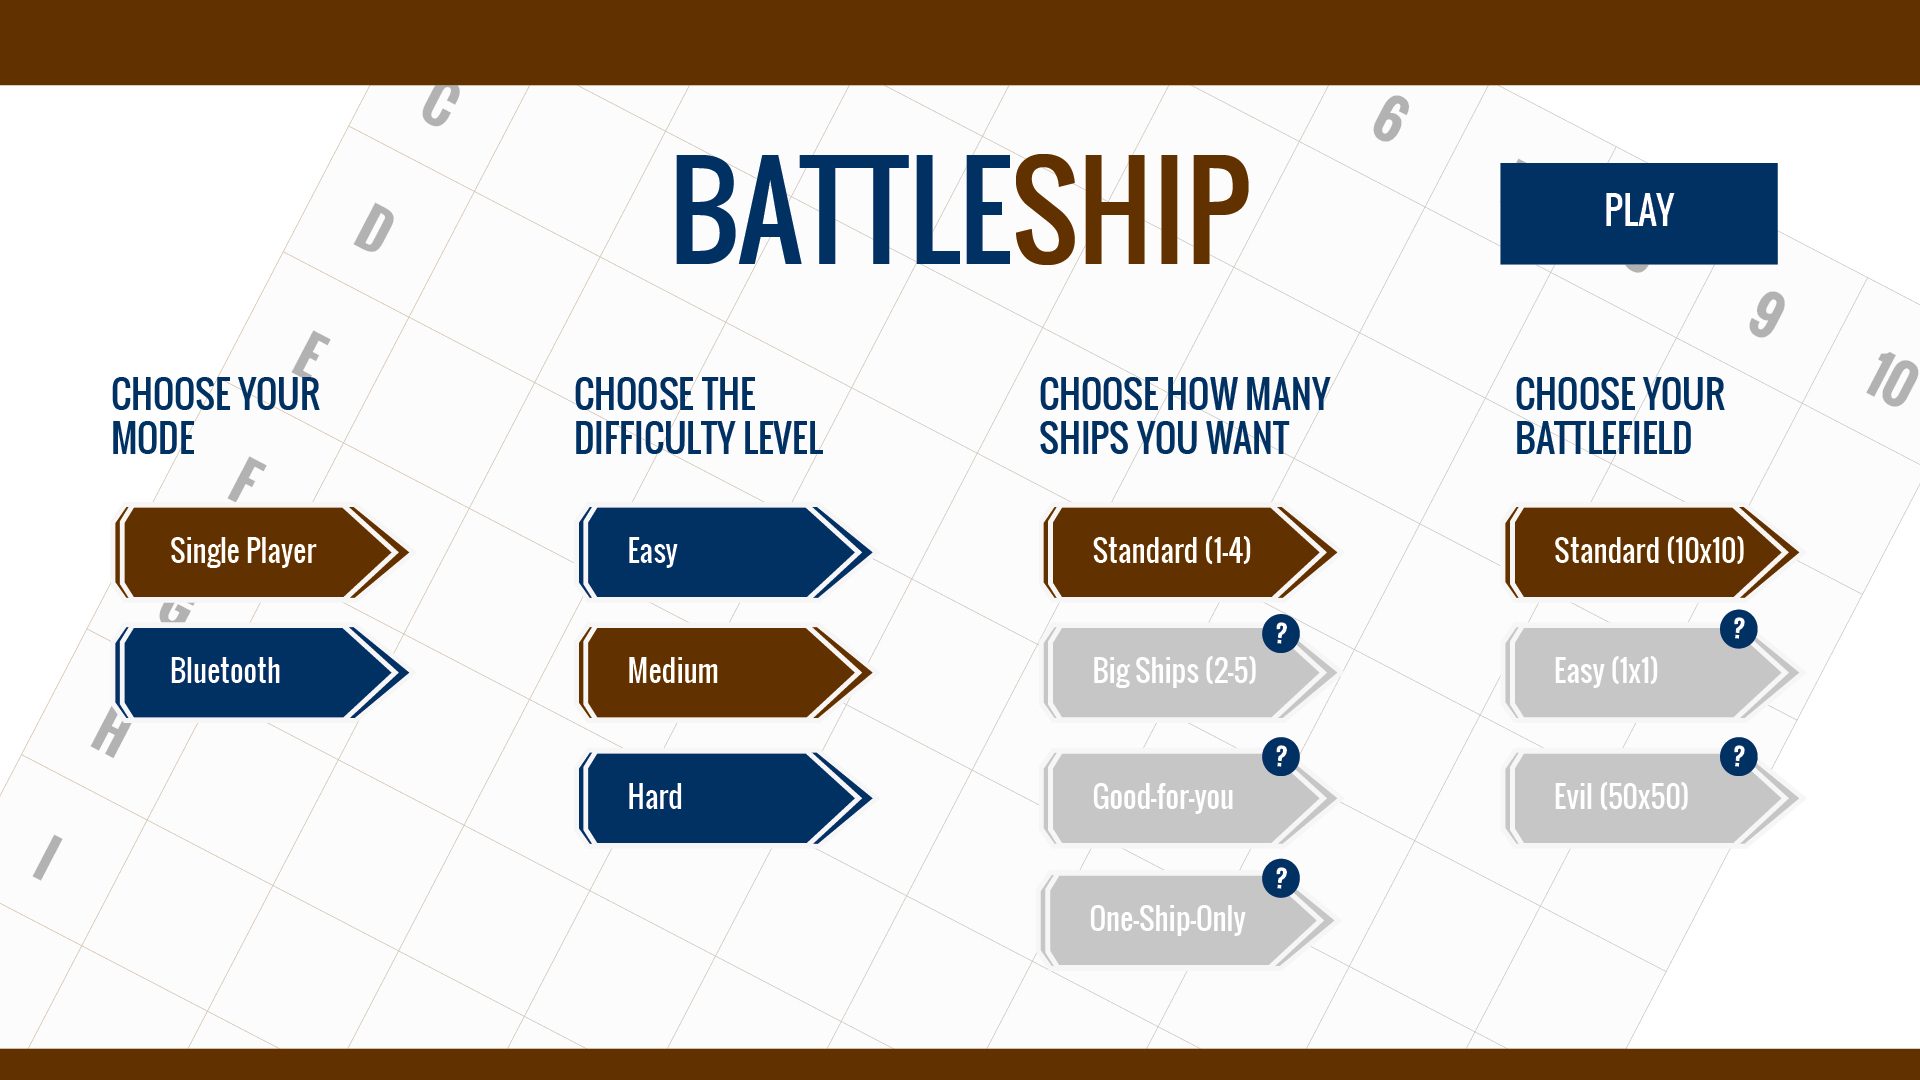 C
6
D
BATTLESHIP
PLAY
9
E
10
CHOOSE YOUR
MODE
CHOOSE THE
DIFFICULTY LEVEL
CHOOSE HOW MANY
SHIPS YOU WANT
CHOOSE YOUR
BATTLEFIELD
F
Single Player
Easy
Standard (1-4)
Standard (10x10)
G
Bluetooth
Medium
Big Ships (2-5)
?
Easy (1x1)
?
H
Hard
Good-for-you
?
Evil (50x50)
?
I
One-Ship-Only
?